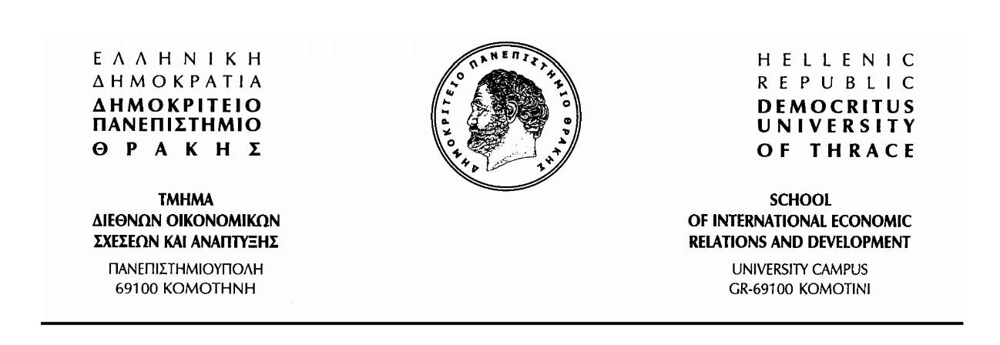 ΕΛΛΗΝΙΚΗ
ΔΗΜΟΚΡΑΤΙΑ
ΔΗΜΟΚΡΙΤΕΙΟ
ΠΑΝΕΠΙΣΤΗΜΙΟ
ΘΡΑΚΗΣ
ΤΜΗΜΑ
ΔΙΕΘΝΩΝ ΟΙΚΟΝΟΜΙΚΩΝ
ΣΧΕΣΕΩΝ ΚΑΙ ΑΝΑΠΤΥΞΗΣ
ΠΑΝΕΠΙΣΤΗΜΙΟΥΠΟΛΗ
69100 ΚΟΜΟΤΗΝΗ
ΔΗΜΟΚΡΙΤΕΙΟ ΠΑΝΕΠΙΣΤΗΜΙΟ ΘΡΑΚΗΣ
HELLENIC
REPUBLIC
DEMOCRITUS
UNIVERSITY
OF THRACE
SCHOOL
OF INTERNATIONAL ECONOMIC
RELATIONS AND DEVELOPMENT
UNIVERSITY CAMPUS
GR-69100 KOMOTINI